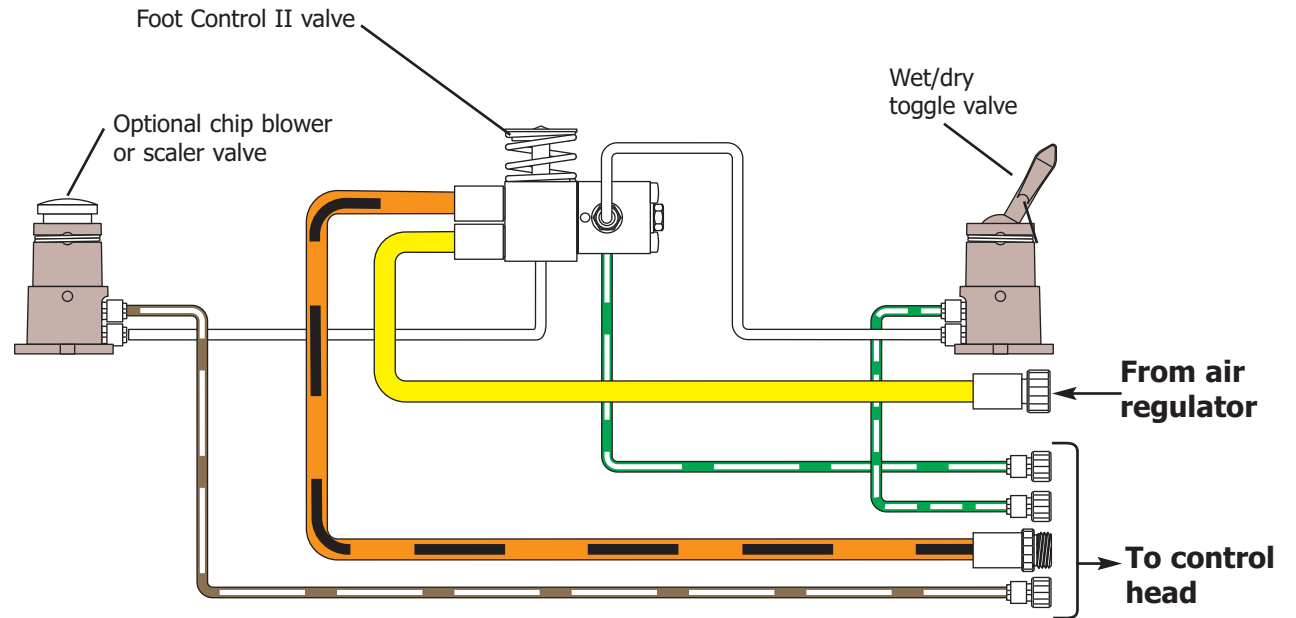 Foot Control II valve
Wet/dry
toggle valve
Optional chip blower
or scaler valve
From air
regulator
To control
head